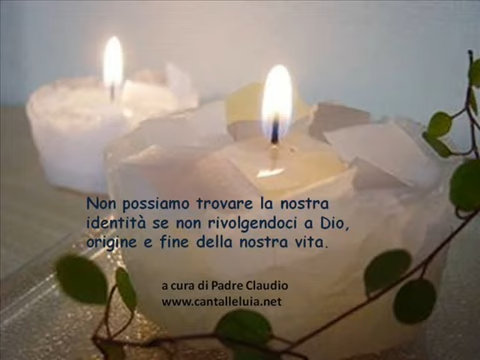 Non possiamo trovare la nostra
identità se non rivolgendoci a Dio,
origine e fine della nostra vita.
a cura di Padre Claudio
www.cantalleluia.net